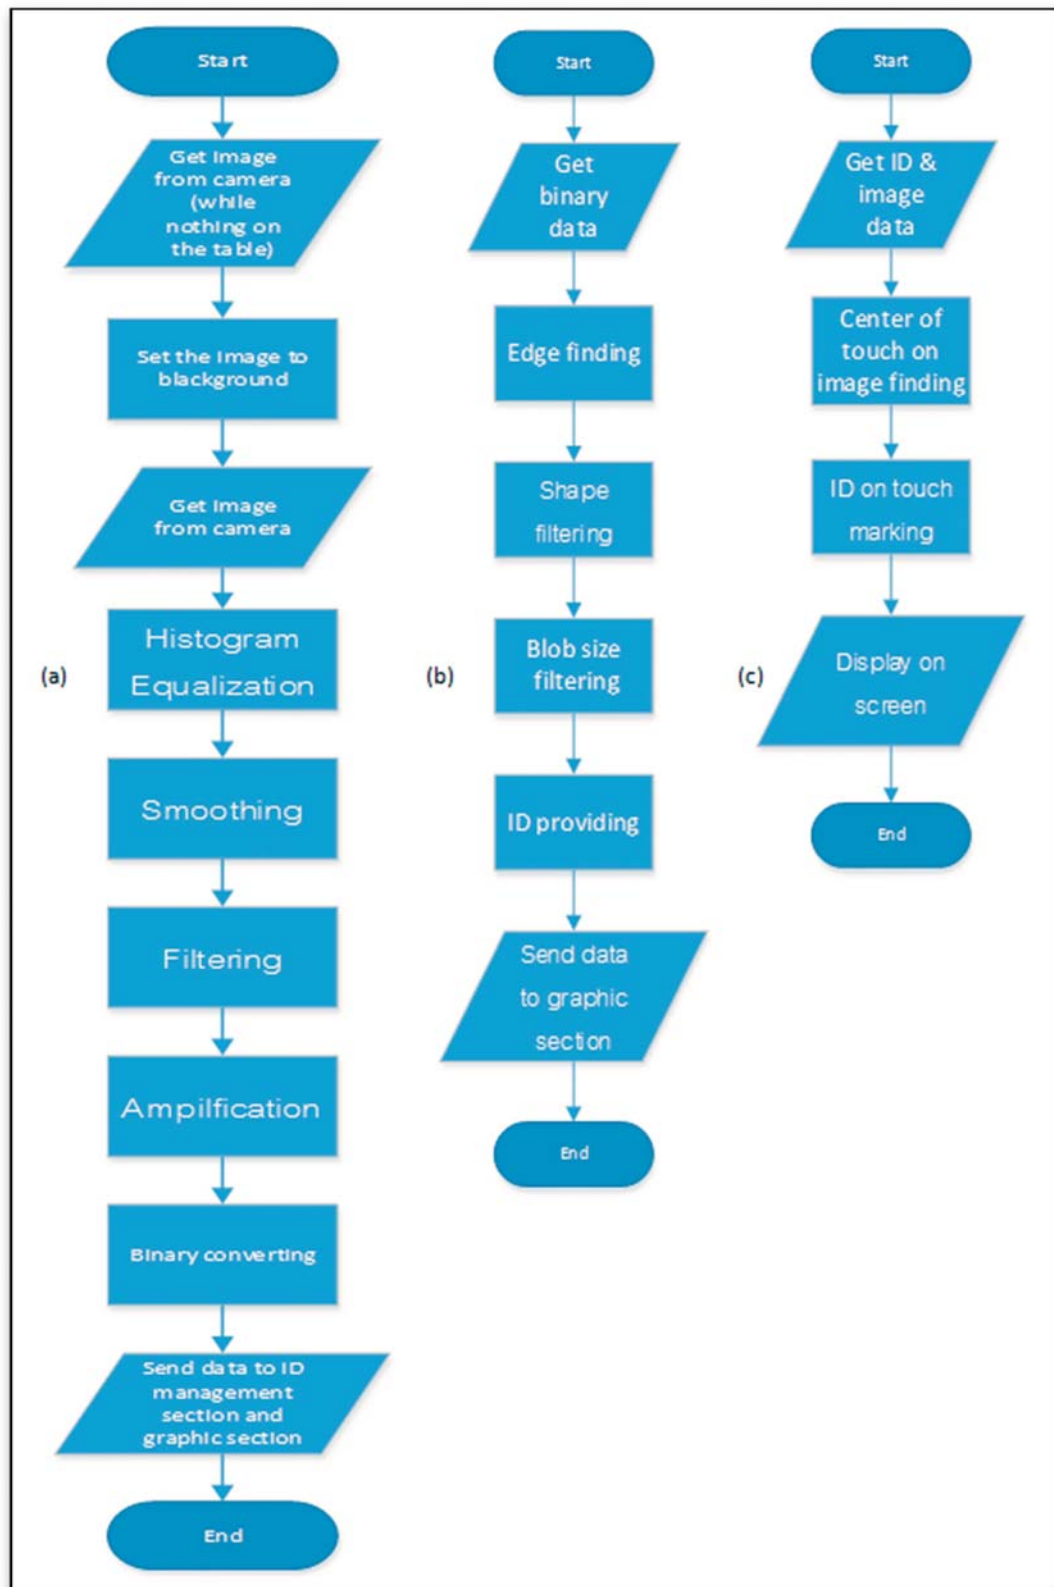 Start
Get Image
from camera
(while
nothing on
the table)
Set the Image to
blackground
Get Image
from camera
(a)
Histogram
Equalization
Smoothing
Filtering
Ampilfication
Binary converting
Send data to ID
management
section and
graphic section
End
Start
Get
binary
data
Edge finding
Shape
filtering
(b)
Blob size
filtering
ID providing
Send data
to graphic
section
End
Start
Get ID &
image
data
Center of
touch on
image finding
ID on touch
marking
(c)
Display on
screen
End